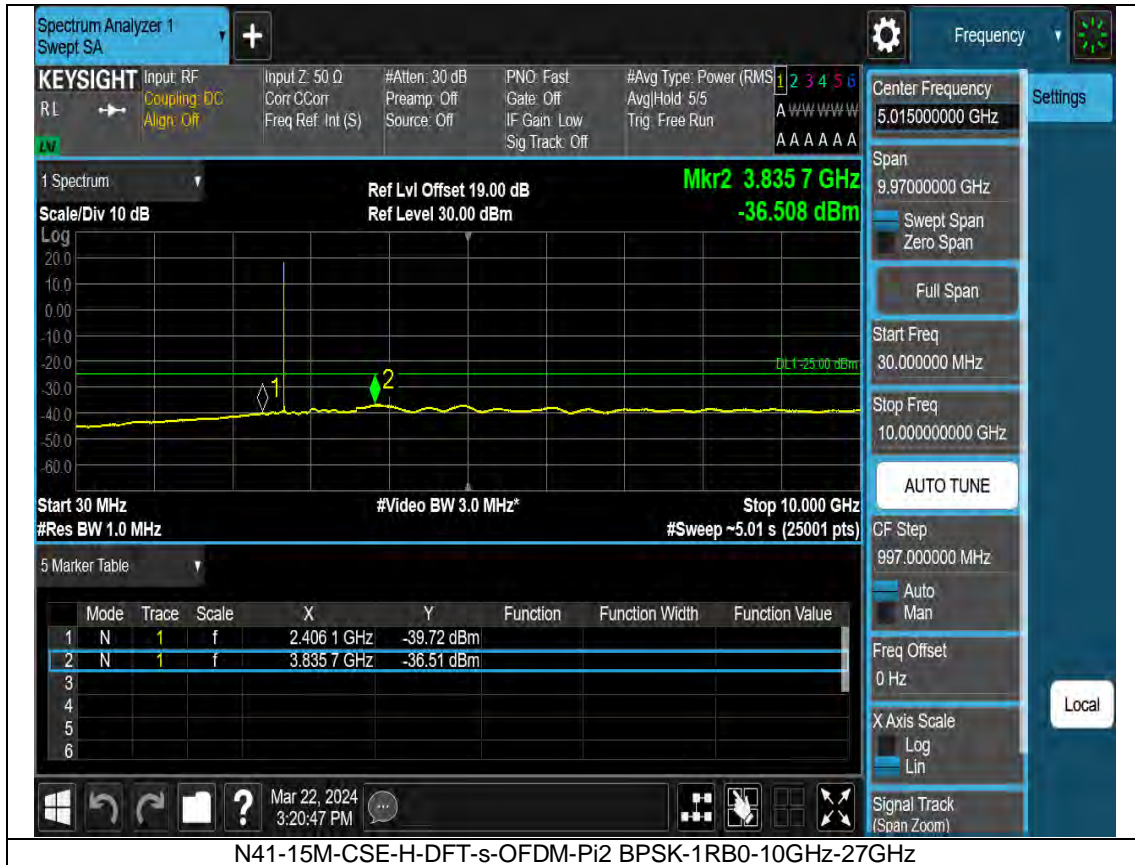 Spectrum Analyzer 1
Swept SA
Frequency
KEYSIGHT Input: RF Input Z: 50 Ω #Atten: 30 dB PNO: Fast #Avg Type: Power (RMS 1 2 3 4 5 6
RL Coupling: DC Corr CCorr Preamp: Off Gate: Off Avg|Hold: 5/5 A W W W W W
Align: Off Freq Ref: Int (S) Source: Off IF Gain: Low Trig: Free Run
Sig Track: Off A A A A A A
Center Frequency
5.015000000 GHz
Settings
1 Spectrum
Ref Lvl Offset 19.00 dB
Mkr2 3.835 7 GHz
Scale/Div 10 dB
Ref Level 30.00 dBm
-36.508 dBm
Log
20.0
10.0
0.00
-10.0
-20.0
-30.0
-40.0
-50.0
-60.0
DL1 -25.00 dBm
1
2
Start 30 MHz
#Video BW 3.0 MHz*
Stop 10.000 GHz
#Res BW 1.0 MHz
#Sweep ~5.01 s (25001 pts)
Span
9.97000000 GHz
Swept Span
Zero Span
Full Span
Start Freq
30.000000 MHz
Stop Freq
10.000000000 GHz
AUTO TUNE
CF Step
997.000000 MHz
Auto
Man
Freq Offset
0 Hz
X Axis Scale
Log
Lin
Signal Track
(Span Zoom)
Local
5 Marker Table
Mode Trace Scale X Y Function Function Width Function Value
1 N 1 f 2.406 1 GHz -39.72 dBm
2 N 1 f 3.835 7 GHz -36.51 dBm
3
4
5
6
Mar 22, 2024
3:20:47 PM
N41-15M-CSE-H-DFT-s-OFDM-Pi2 BPSK-1RB0-10GHz-27GHz